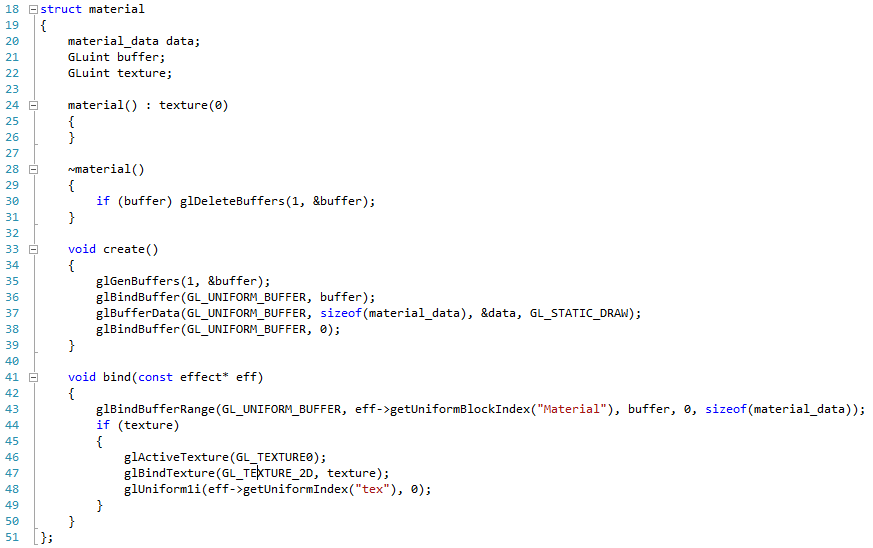 18 struct material
19 {
20     material_data data;
21     GLuint buffer;
22     GLuint texture;
23
24     material() : texture(0)
25     {
26     }
27
28     ~material()
29     {
30         if (buffer) glDeleteBuffers(1, &buffer);
31     }
32
33     void create()
34     {
35         glGenBuffers(1, &buffer);
36         glBindBuffer(GL_UNIFORM_BUFFER, buffer);
37         glBufferData(GL_UNIFORM_BUFFER, sizeof(material_data), &data, GL_STATIC_DRAW);
38         glBindBuffer(GL_UNIFORM_BUFFER, 0);
39     }
40
41     void bind(const effect* eff)
42     {
43         glBindBufferRange(GL_UNIFORM_BUFFER, eff->getUniformBlockIndex("Material"), buffer, 0, sizeof(material_data));
44         if (texture)
45         {
46             glActiveTexture(GL_TEXTURE0);
47             glBindTexture(GL_TEXTURE_2D, texture);
48             glUniform1i(eff->getUniformIndex("tex"), 0);
49         }
50     }
51 };